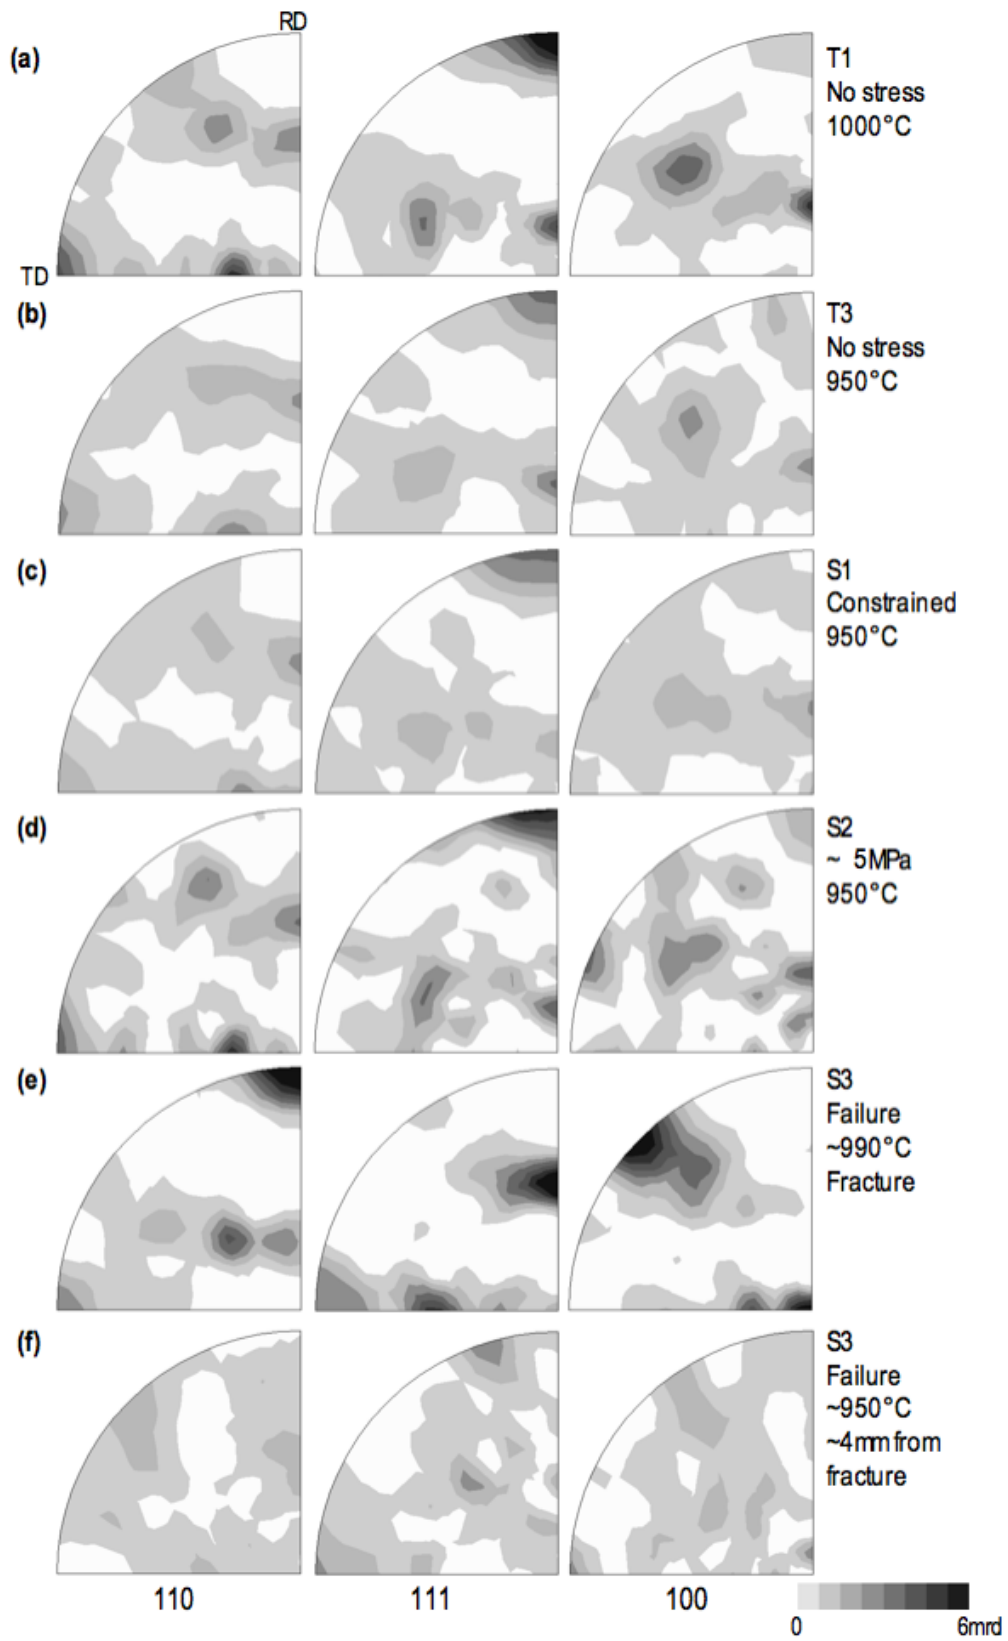 RD
(a)
T1
No stress
1000°C
TD
(b)
T3
No stress
950°C
(c)
S1
Constrained
950°C
(d)
S2
~ 5MPa
950°C
(e)
S3
Failure
~990°C
Fracture
(f)
S3
Failure
~950°C
~4mm from
fracture
110 111 100
0 6mrd